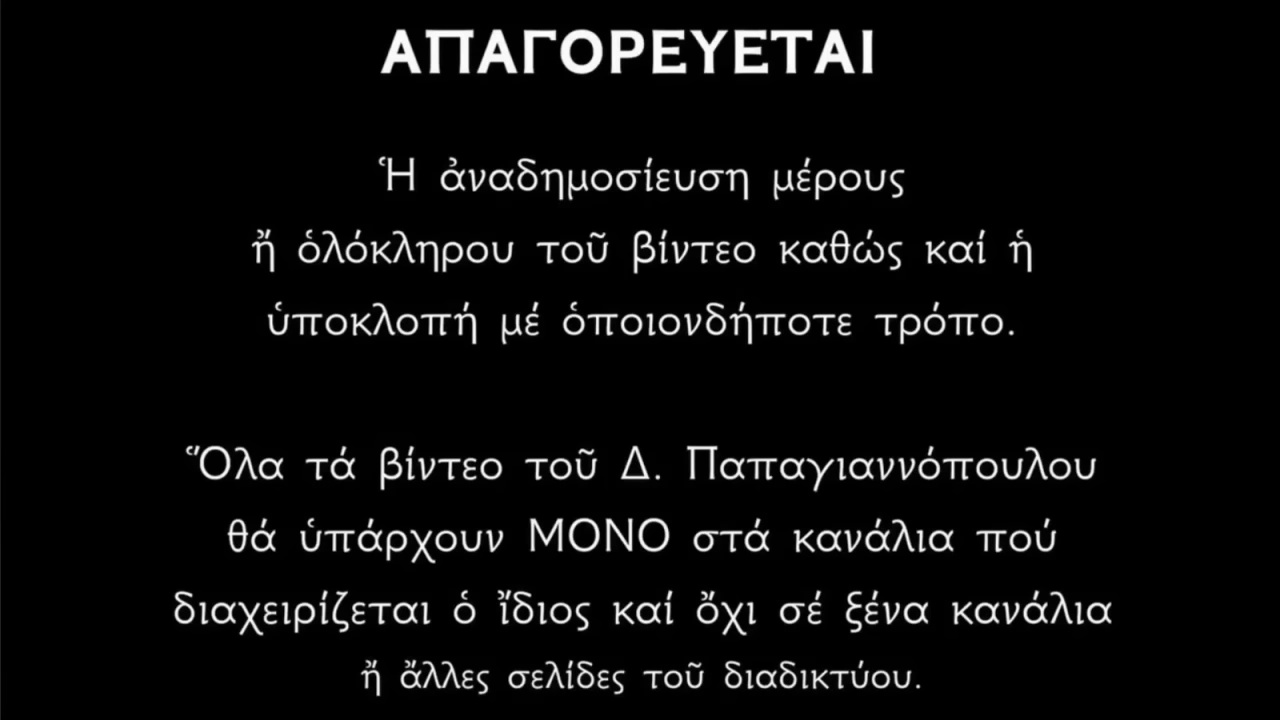 ΑΠΑΓΟΡΕΥΕΤΑΙ
Ἡ ἀναδημοσίευση μέρους
ἤ ὁλόκληρου τοῦ βίντεο καθώς καί ἡ
ὑποκλοπή μέ ὁποιονδήποτε τρόπο.
Ὅλα τά βίντεο τοῦ Δ. Παπαγιαννόπουλου
θά ὑπάρχουν ΜΟΝΟ στά κανάλια πού
διαχειρίζεται ὁ ἴδιος καί ὄχι σέ ξένα κανάλια
ἤ ἄλλες σελίδες τοῦ διαδικτύου.